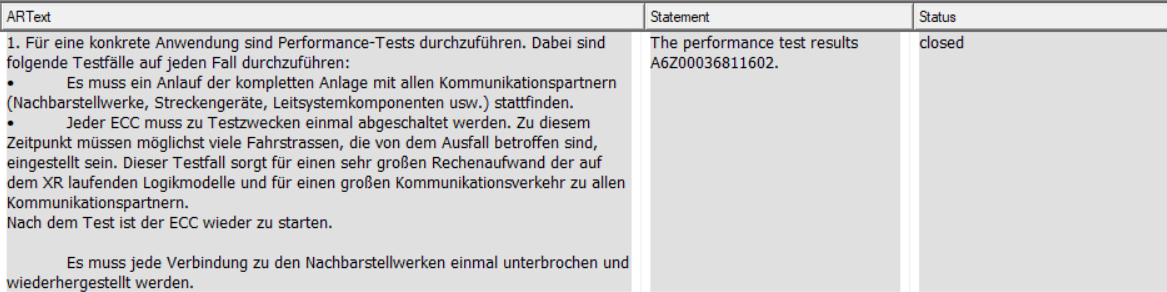 ARText Statement Status
1. Für eine konkrete Anwendung sind Performance-Tests durchzuführen. Dabei sind
folgende Testfälle auf jeden Fall durchzuführen:
• Es muss ein Anlauf der kompletten Anlage mit allen Kommunikationspartnern
(Nachbarstellwerke, Streckengeräte, Leitsystemkomponenten usw.) stattfinden.
• Jeder ECC muss zu Testzwecken einmal abgeschaltet werden. Zu diesem
Zeitpunkt müssen möglichst viele Fahrstrassen, die von dem Ausfall betroffen sind,
eingestellt sein. Dieser Testfall sorgt für einen sehr großen Rechenaufwand der auf
dem XR laufenden Logikmodelle und für einen großen Kommunikationsverkehr zu allen
Kommunikationspartnern.
Nach dem Test ist der ECC wieder zu starten.
Es muss jede Verbindung zu den Nachbarstellwerken einmal unterbrochen und
wiederhergestellt werden.
The performance test results
A6Z00036811602.
closed